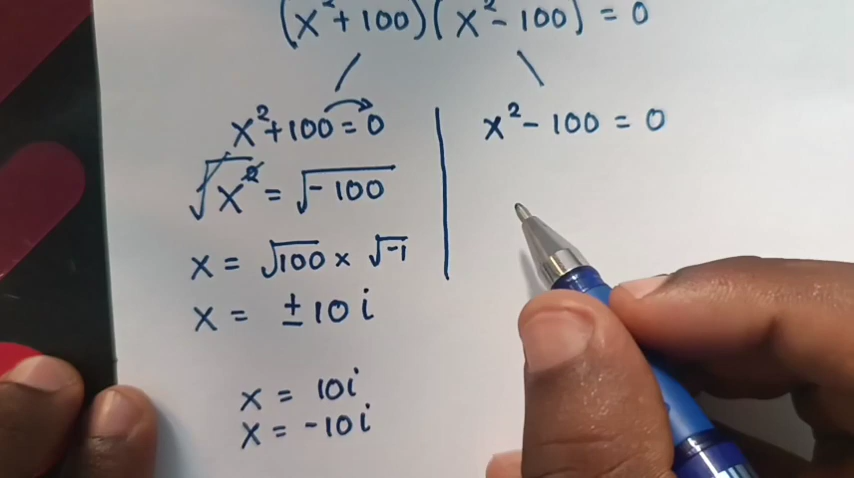 (x²+100)(x²-100) = 0
x²+100=0
√x² = √-100
x = √100 × √-1
x = ± 10i
x = 10i
x = -10i
x²-100 = 0